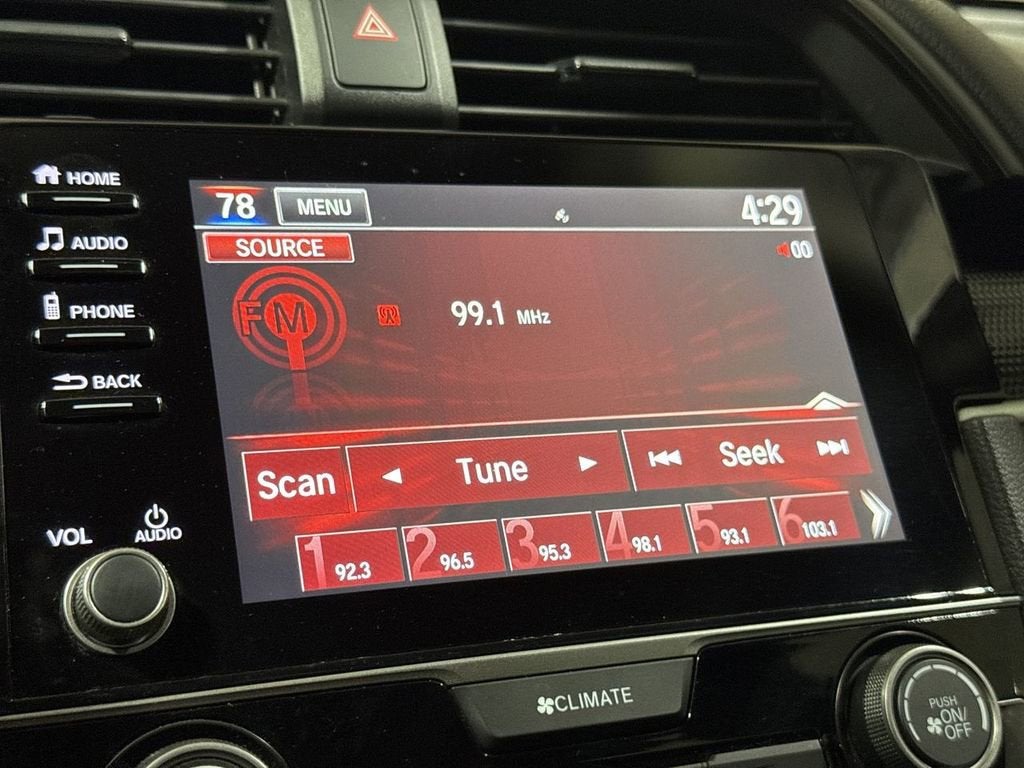 HOME
AUDIO
PHONE
BACK
VOL
AUDIO
78 MENU 4:29
SOURCE 00
FM 99.1 MHz
Scan Tune Seek
1 92.3 2 96.5 3 95.3 4 98.1 5 93.1 6 103.1
CLIMATE
PUSH
ON/
OFF